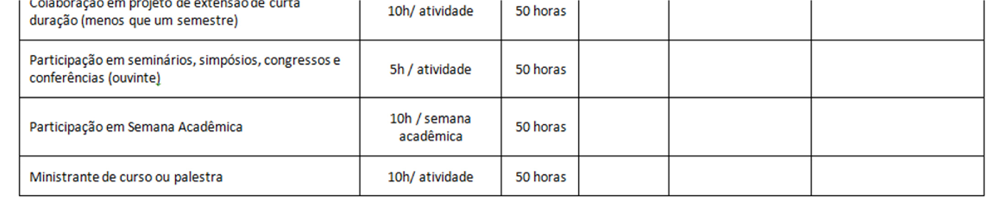 Colaboração em projeto de extensão de curta
duração (menos que um semestre)
10h/ atividade
50 horas
Participação em seminários, simpósios, congressos e
conferências (ouvinte)
5h / atividade
50 horas
Participação em Semana Acadêmica
10h / semana
acadêmica
50 horas
Ministrante de curso ou palestra
10h/ atividade
50 horas